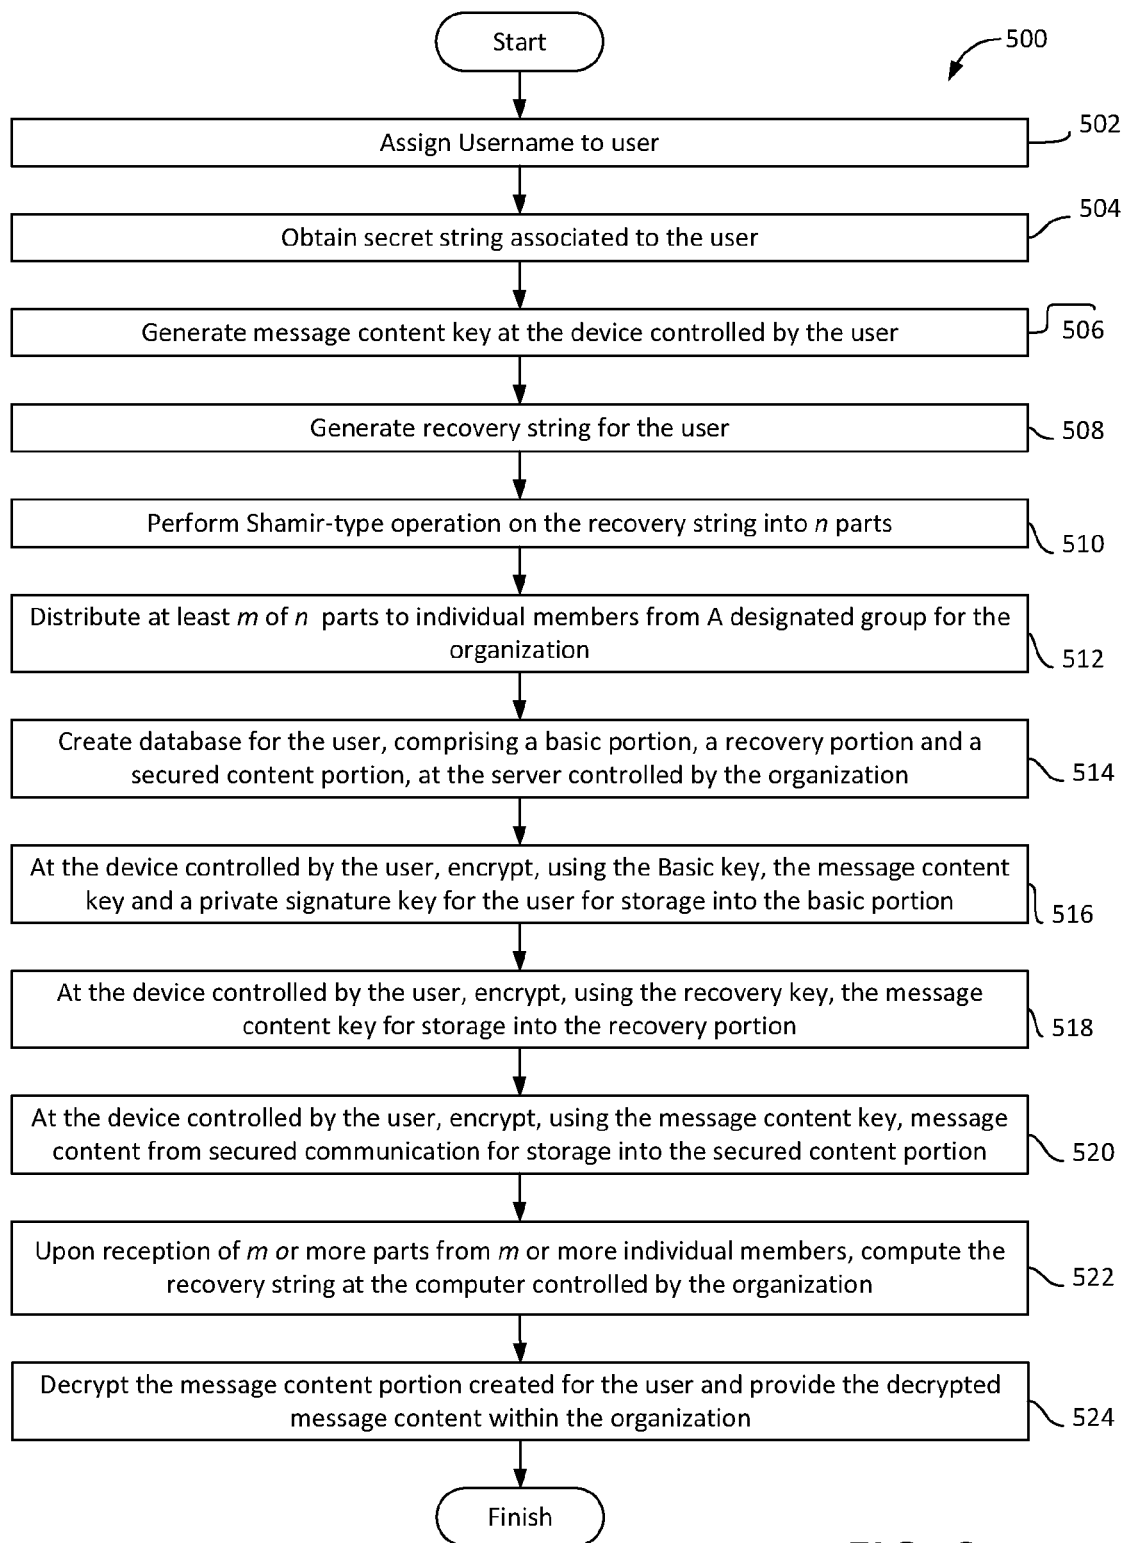 Start
500
Assign Username to user
502
Obtain secret string associated to the user
504
Generate message content key at the device controlled by the user
506
Generate recovery string for the user
508
Perform Shamir-type operation on the recovery string into n parts
510
Distribute at least m of n parts to individual members from A designated group for the
organization
512
Create database for the user, comprising a basic portion, a recovery portion and a
secured content portion, at the server controlled by the organization
514
At the device controlled by the user, encrypt, using the Basic key, the message content
key and a private signature key for the user for storage into the basic portion
516
At the device controlled by the user, encrypt, using the recovery key, the message
content key for storage into the recovery portion
518
At the device controlled by the user, encrypt, using the message content key, message
content from secured communication for storage into the secured content portion
520
Upon reception of m or more parts from m or more individual members, compute the
recovery string at the computer controlled by the organization
522
Decrypt the message content portion created for the user and provide the decrypted
message content within the organization
524
Finish